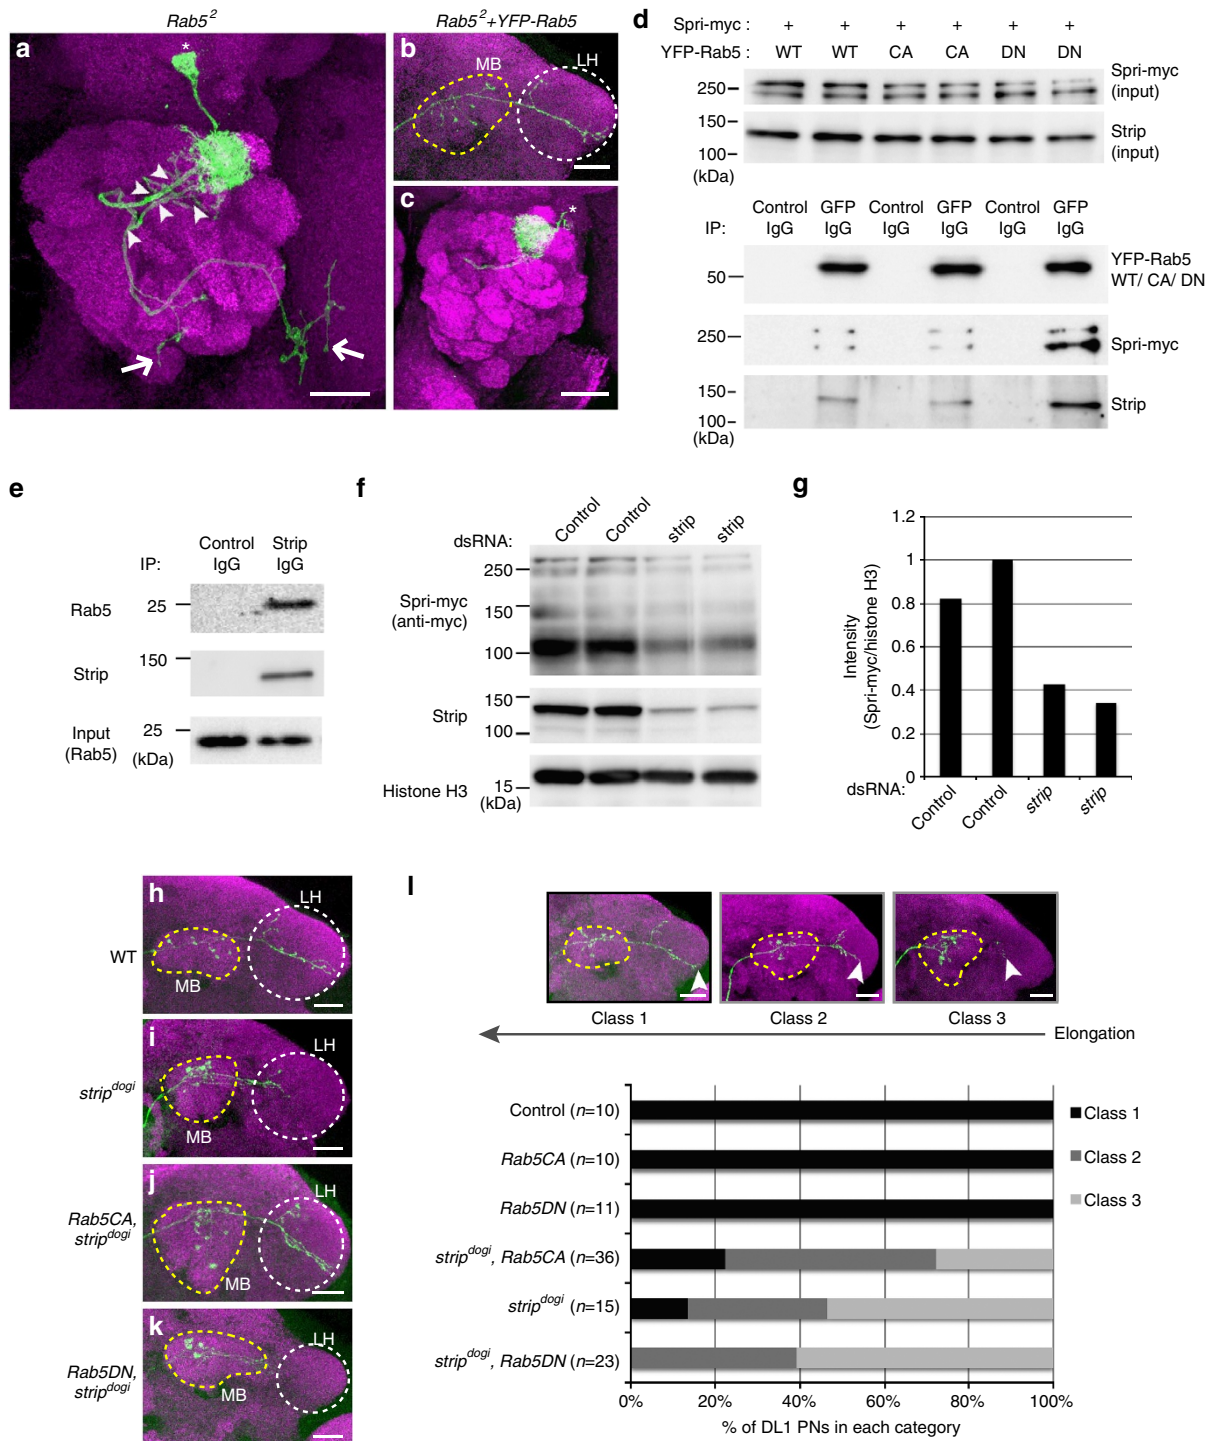 Rab5²
a
*
Rab5²+YFP-Rab5
b
MB
LH
c
*
d
Spri-myc : + + + + + +
YFP-Rab5 : WT WT CA CA DN DN
250
Spri-myc
(input)
150
100
(kDa)
Strip
(input)
IP:
Control IgG
GFP IgG
Control IgG
GFP IgG
Control IgG
GFP IgG
50
YFP-Rab5
WT/ CA/ DN
250
Spri-myc
150
100
(kDa)
Strip
e
IP:
Control IgG
Strip IgG
Rab5
25
Strip
150
Input
(Rab5)
25
(kDa)
f
dsRNA:
Control
Control
strip
strip
Spri-myc
(anti-myc)
250
150
100
Strip
150
100
Histone H3
15
(kDa)
g
Intensity
(Spri-myc/histone H3)
1.2
1
0.8
0.6
0.4
0.2
0
dsRNA:
Control
Control
strip
strip
h
WT
MB
LH
i
strip^dogi
MB
LH
j
Rab5CA,
strip^dogi
MB
LH
k
Rab5DN,
strip^dogi
MB
LH
l
Class 1
Class 2
Class 3
Elongation
Control (n=10)
Rab5CA (n=10)
Rab5DN (n=11)
strip^dogi, Rab5CA (n=36)
strip^dogi (n=15)
strip^dogi, Rab5DN (n=23)
0% 20% 40% 60% 80% 100%
% of DL1 PNs in each category
Class 1
Class 2
Class 3